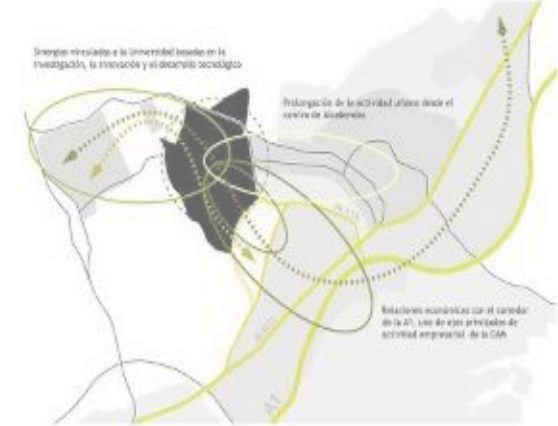 Sinergias vinculadas a la Universidad basadas en la
investigación, la innovación y el desarrollo tecnológico
Prolongación de la actividad urbana desde el
centro de Alcobendas
Relaciones económicas con el corredor
de la A1, uno de ejes principales de
actividad empresarial de la CAM
A1